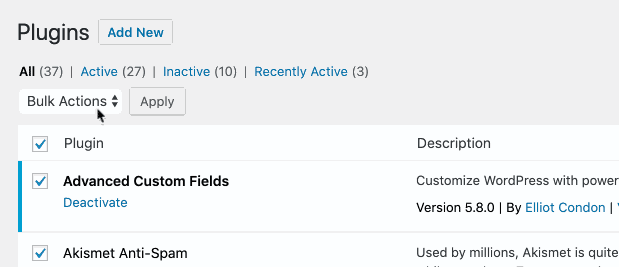 Plugins Add New
All (37) | Active (27) | Inactive (10) | Recently Active (3)
Bulk Actions Apply
Plugin Description
Advanced Custom Fields Customize WordPress with power
Deactivate Version 5.8.0 | By Elliot Condon |
Akismet Anti-Spam Used by millions, Akismet is quite